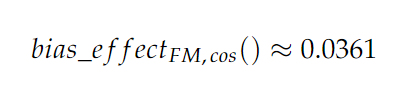 bias_effect_{FM,cos}() ≈ 0.0361